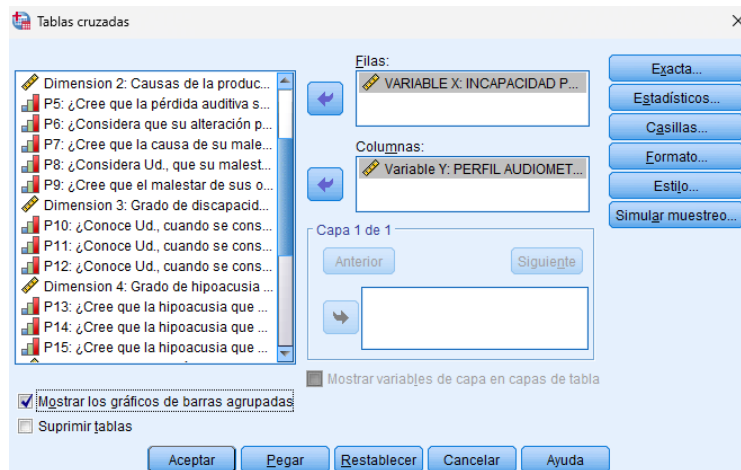 Tablas cruzadas
Dimension 2: Causas de la produc...
P5: ¿Cree que la pérdida auditiva s...
P6: ¿Considera que su alteración p...
P7: ¿Cree que la causa de su male...
P8: ¿Considera Ud., que su malest...
P9: ¿Cree que el malestar de sus o...
Dimension 3: Grado de discapacid...
P10: ¿Conoce Ud., cuando se cons...
P11: ¿Conoce Ud., cuando se cons...
P12: ¿Conoce Ud., cuando se cons...
Dimension 4: Grado de hipoacusia ...
P13: ¿Cree que la hipoacusia que ...
P14: ¿Cree que la hipoacusia que ...
P15: ¿Cree que la hipoacusia que ...
Filas:
VARIABLE X: INCAPACIDAD P...
Columnas:
Variable Y: PERFIL AUDIOMET...
Capa 1 de 1
Anterior
Siguiente
Mostrar variables de capa en capas de tabla
Exacta...
Estadísticos...
Casillas...
Formato...
Estilo...
Simular muestreo...
Mostrar los gráficos de barras agrupadas
Suprimir tablas
Aceptar
Pegar
Restablecer
Cancelar
Ayuda